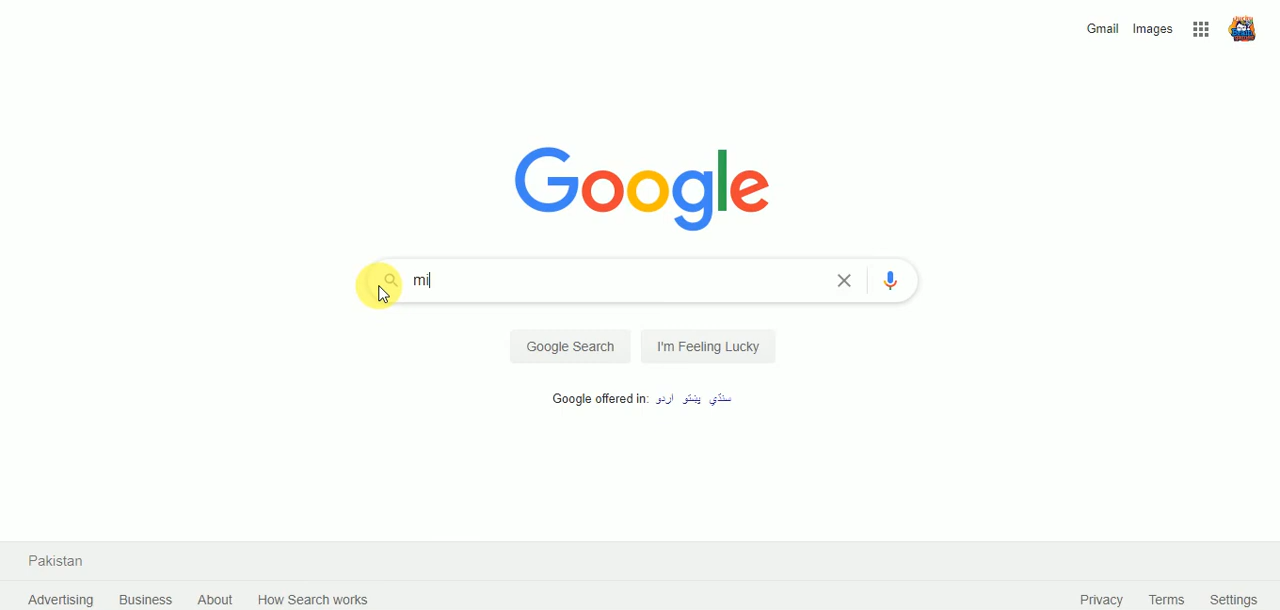 Gmail Images
Google
mi
Google Search I'm Feeling Lucky
Google offered in: اردو پښتو سنڌي
Pakistan
Advertising Business About How Search works Privacy Terms Settings